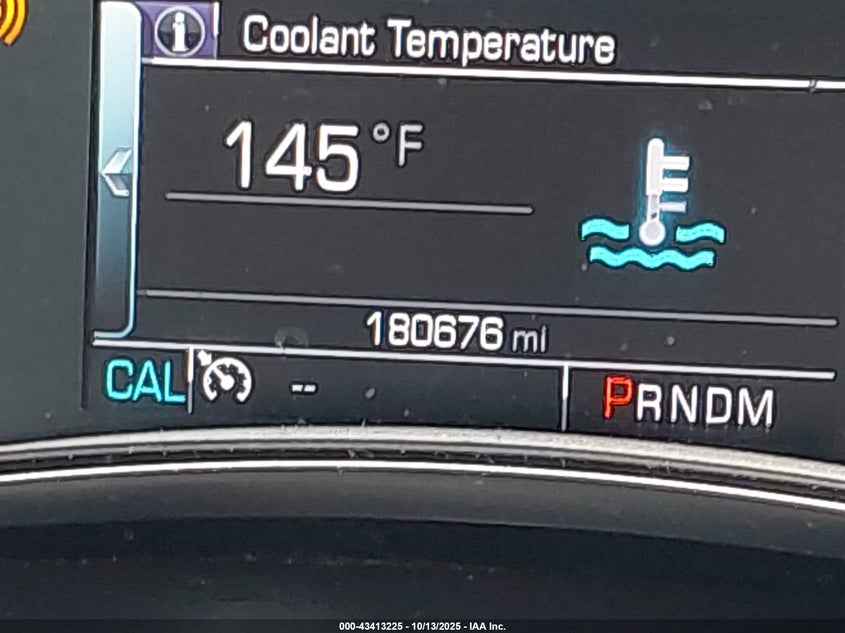 Coolant Temperature
145 °F
180676 mi
CAL -- PRNDM
000-43413225 - 10/13/2025 - IAA Inc.